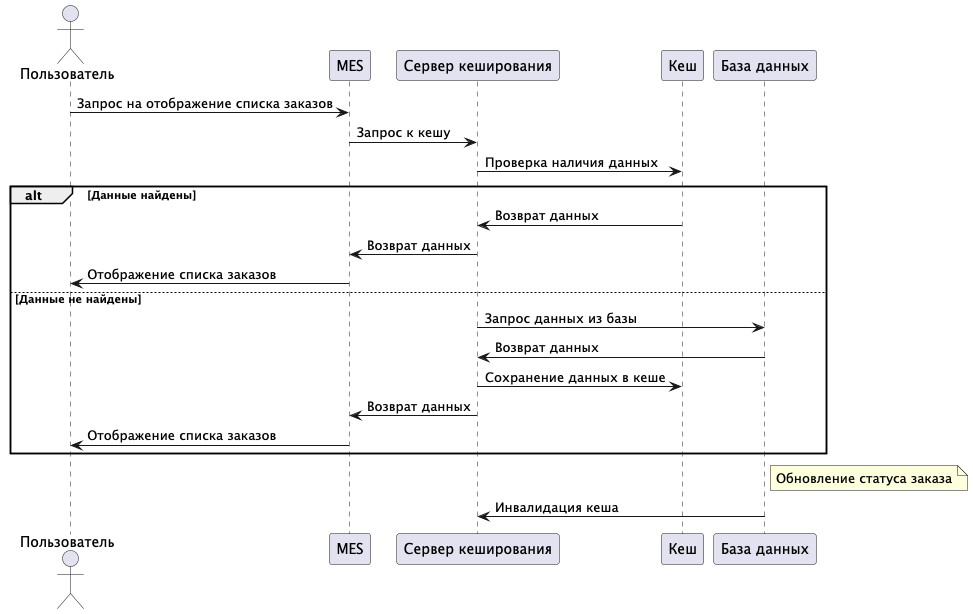 Пользователь
MES
Сервер кеширования
Кеш
База данных
Запрос на отображение списка заказов
Запрос к кешу
Проверка наличия данных
alt
[Данные найдены]
Возврат данных
Возврат данных
Отображение списка заказов
[Данные не найдены]
Запрос данных из базы
Возврат данных
Сохранение данных в кеше
Возврат данных
Отображение списка заказов
Обновление статуса заказа
Инвалидация кеша
Пользователь
MES
Сервер кеширования
Кеш
База данных